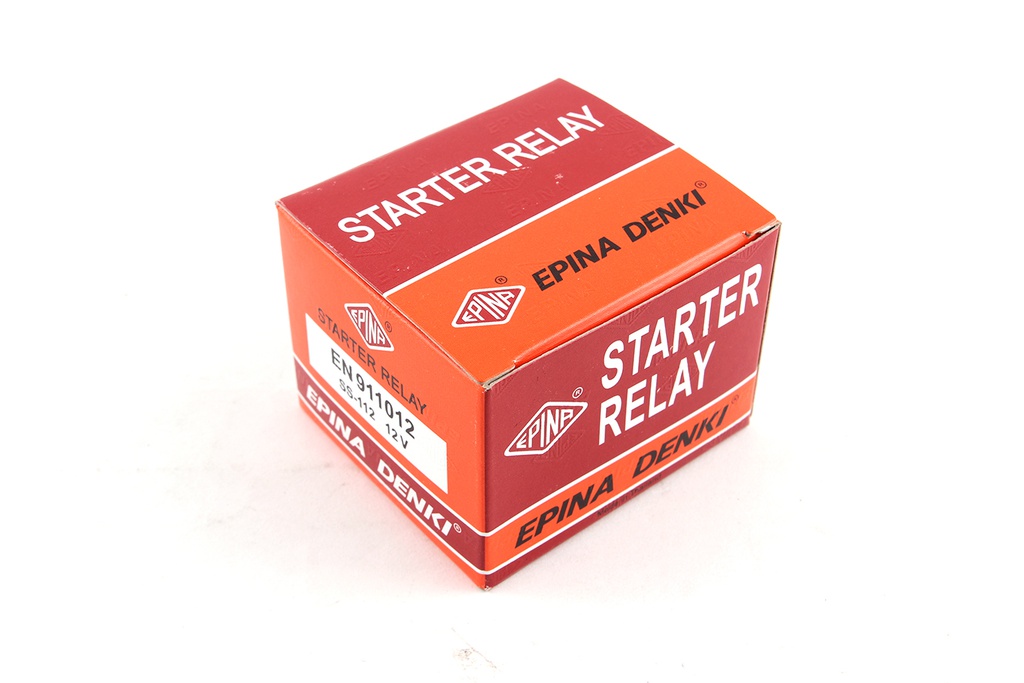 STARTER RELAY
EPINA ® EPINA DENKI®
EPINA ®
STARTER RELAY
EN 911012
SS-112 12V
EPINA DENKI®
STARTER
RELAY
EPINA ®
EPINA DENKI®